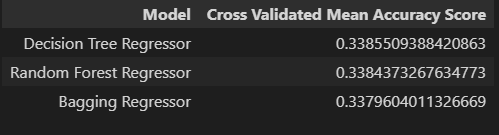 Model Cross Validated Mean Accuracy Score
Decision Tree Regressor 0.3385509388420863
Random Forest Regressor 0.3384373267634773
Bagging Regressor 0.3379604011326669